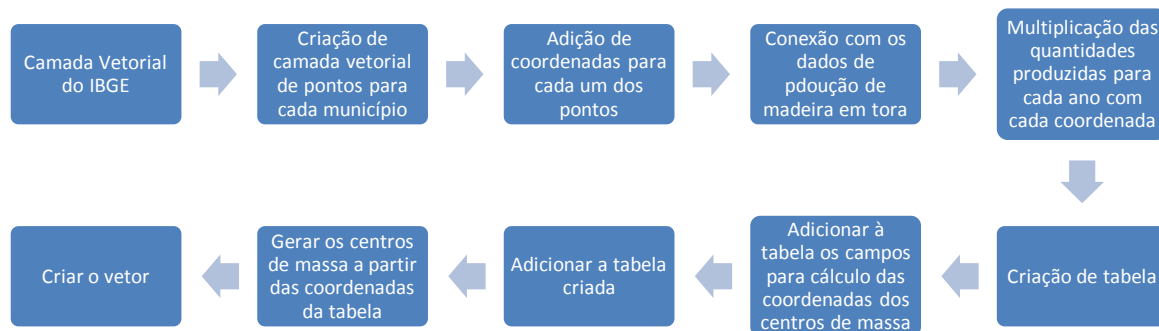 Camada Vetorial
do IBGE
Criação de
camada vetorial
de pontos para
cada município
Adição de
coordenadas para
cada um dos
pontos
Conexão com os
dados de
pdoução de
madeira em tora
Multiplicação das
quantidades
produzidas para
cada ano com
cada coordenada
Criação de tabela
Adicionar à
tabela os campos
para cálculo das
coordenadas dos
centros de massa
Adicionar a tabela
criada
Gerar os centros
de massa a partir
das coordenadas
da tabela
Criar o vetor